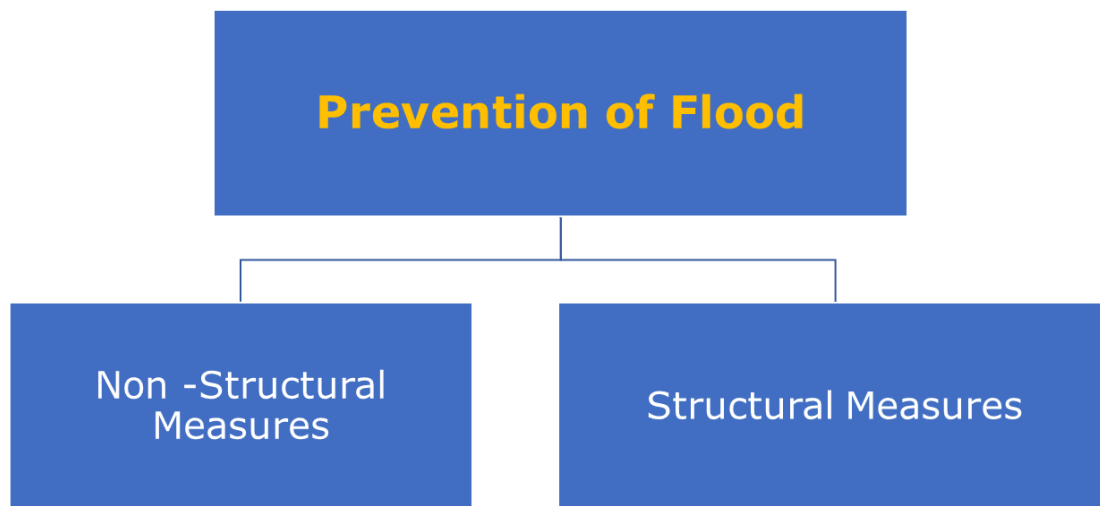 Prevention of Flood
Non -Structural
Measures
Structural Measures